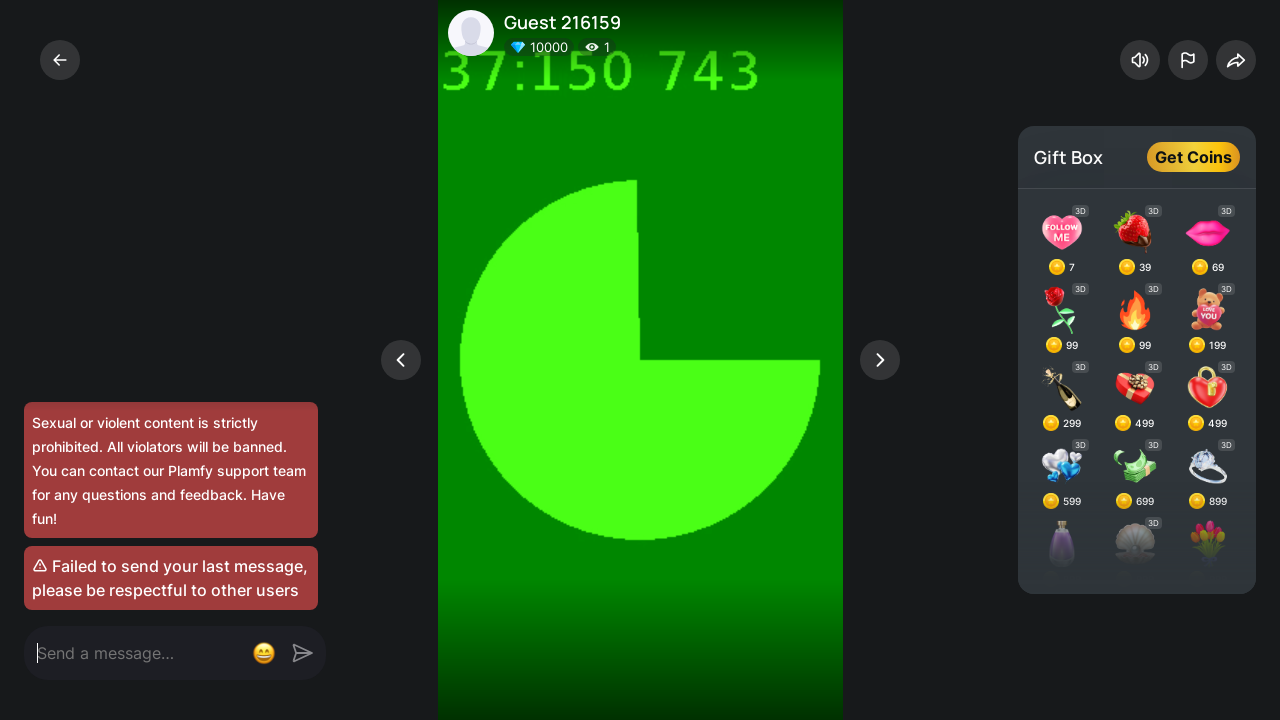 Guest 216159
10000
1
37:150 743
Gift Box
Get Coins
3D
3D
3D
FOLLOW
ME
7
39
69
3D
3D
3D
LOVE
YOU
99
99
199
3D
3D
3D
299
499
499
3D
3D
3D
599
699
899
3D
Sexual or violent content is strictly
prohibited. All violators will be banned.
You can contact our Plamfy support team
for any questions and feedback. Have
fun!
Failed to send your last message,
please be respectful to other users
Send a message...